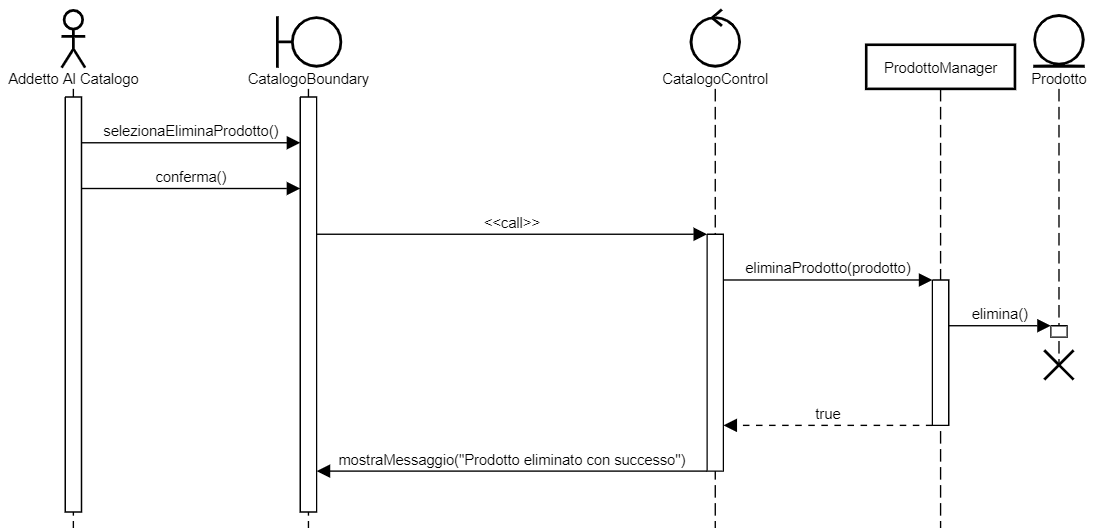 Addetto Al Catalogo
CatalogoBoundary
CatalogoControl
ProdottoManager
Prodotto
selezionaEliminaProdotto()
conferma()
<<call>>
eliminaProdotto(prodotto)
elimina()
true
mostraMessaggio("Prodotto eliminato con successo")